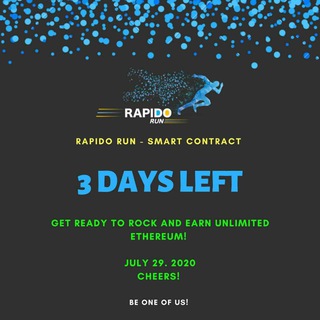 RAPIDO
RUN
RAPIDO RUN - SMART CONTRACT
3 DAYS LEFT
GET READY TO ROCK AND EARN UNLIMITED
ETHEREUM!
JULY 29. 2020
CHEERS!
BE ONE OF US!